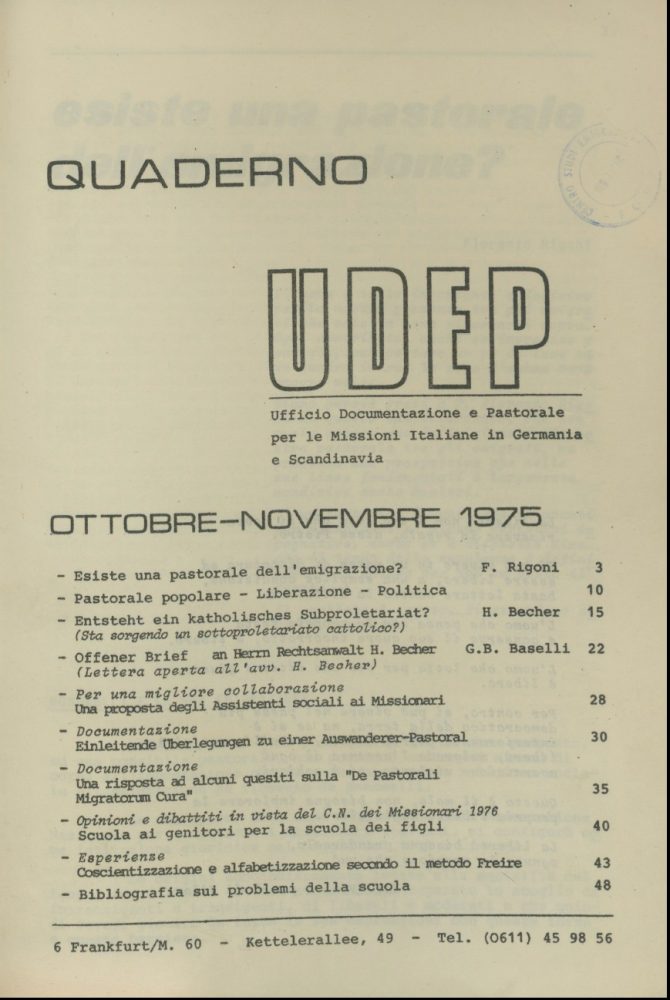 QUADERNO
CENTRO STUDI
UDEP
Ufficio Documentazione e Pastorale
per le Missioni Italiane in Germania
e Scandinavia
OTTOBRE-NOVEMBRE 1975
- Esiste una pastorale dell'emigrazione? F. Rigoni 3
- Pastorale popolare - Liberazione - Politica 10
- Entsteht ein katholisches Subproletariat? H. Becher 15
(Sta sorgendo un sottoproletariato cattolico?)
- Offener Brief an Herrn Rechtsanwalt H. Becher G.B. Baselli 22
(Lettera aperta all'avv. H. Becher)
- Per una migliore collaborazione
Una proposta degli Assistenti sociali ai Missionari 28
- Documentazione
Einleitende Überlegungen zu einer Auswanderer-Pastoral 30
- Documentazione
Una risposta ad alcuni quesiti sulla "De Pastorali
Migratorum Cura" 35
- Opinioni e dibattiti in vista del C.N. dei Missionari 1976
Scuola ai genitori per la scuola dei figli 40
- Esperienze
Coscientizzazione e alfabetizzazione secondo il metodo Freire 43
- Bibliografia sui problemi della scuola 48
6 Frankfurt/M. 60 - Kettelerallee, 49 - Tel. (0611) 45 98 56